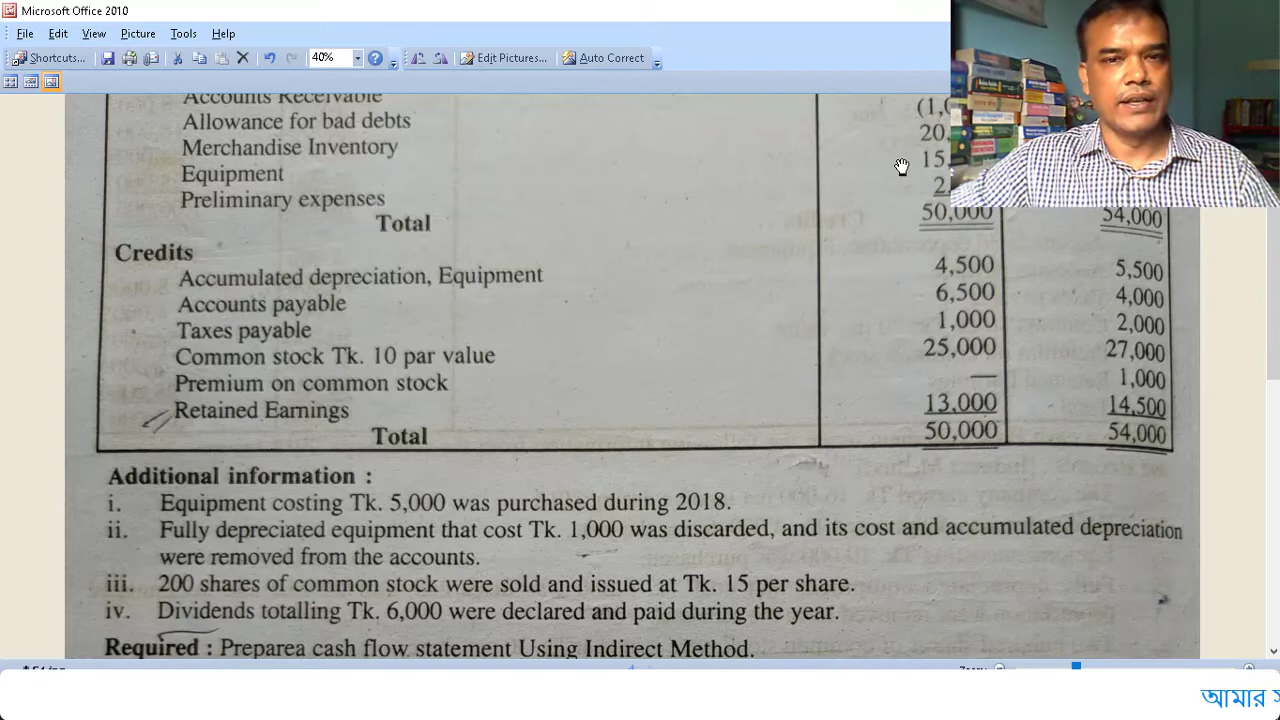 Microsoft Office 2010
File Edit View Picture Tools Help
Shortcuts... 40% Edit Pictures... Auto Correct
Accounts Receivable
Allowance for bad debts
Merchandise Inventory
Equipment
Preliminary expenses
Total 50,000 54,000
Credits
Accumulated depreciation, Equipment 4,500 5,500
Accounts payable 6,500 4,000
Taxes payable 1,000 2,000
Common stock Tk. 10 par value 25,000 27,000
Premium on common stock — 1,000
Retained Earnings 13,000 14,500
Total 50,000 54,000
Additional information :
i. Equipment costing Tk. 5,000 was purchased during 2018.
ii. Fully depreciated equipment that cost Tk. 1,000 was discarded, and its cost and accumulated depreciation
were removed from the accounts.
iii. 200 shares of common stock were sold and issued at Tk. 15 per share.
iv. Dividends totalling Tk. 6,000 were declared and paid during the year.
Required : Preparea cash flow statement Using Indirect Method.
আমার